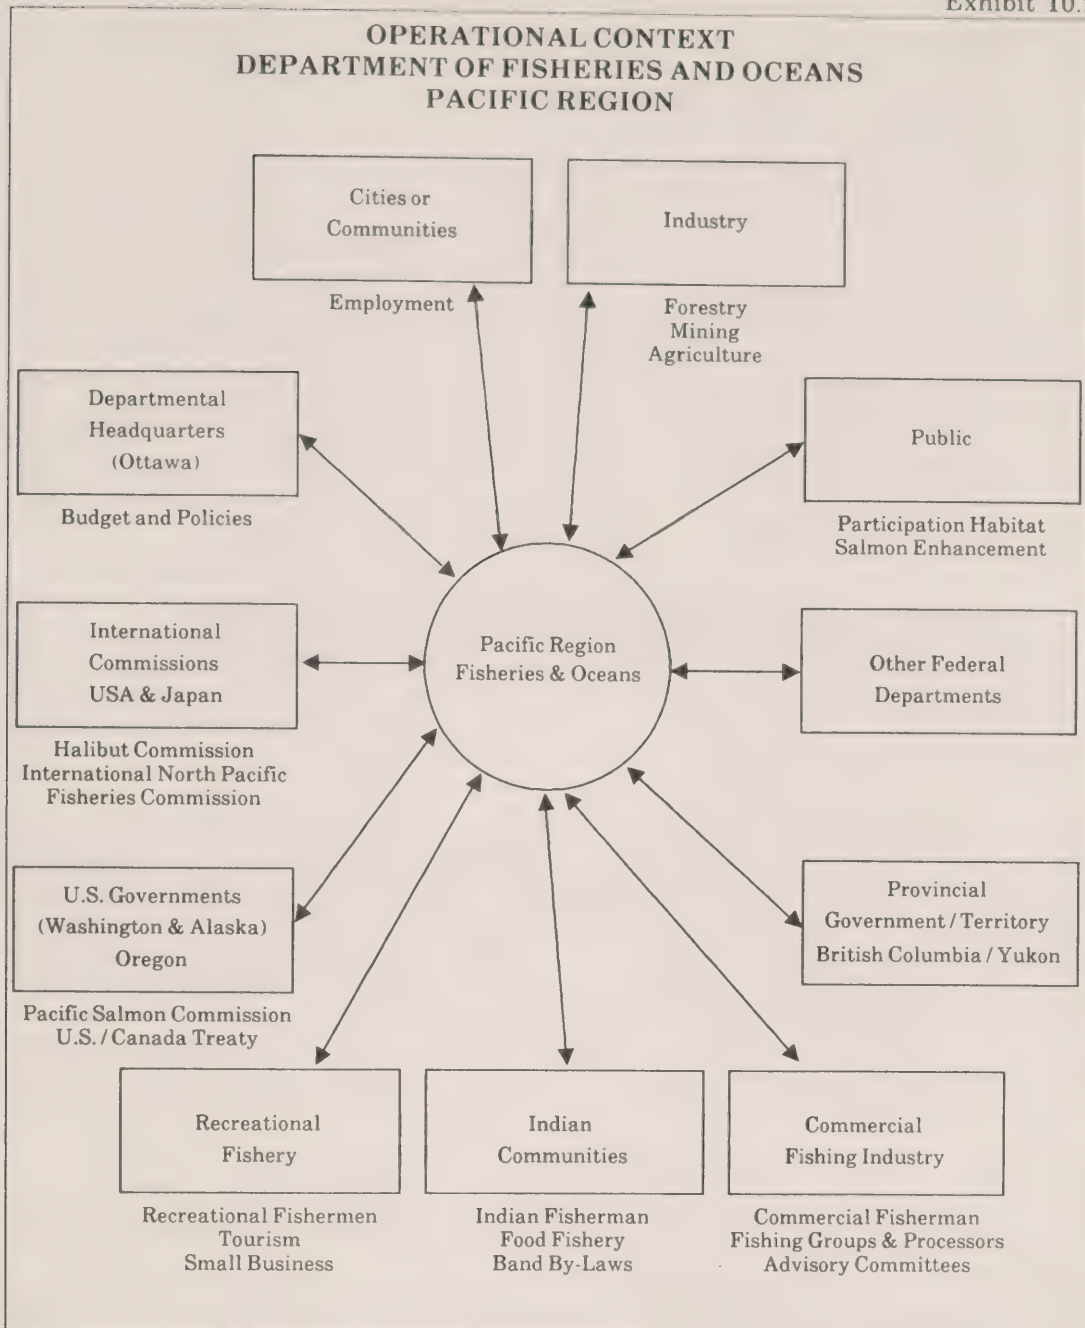 Exhibit 10.
OPERATIONAL CONTEXT
DEPARTMENT OF FISHERIES AND OCEANS
PACIFIC REGION
Cities or
Communities
Employment
Industry
Forestry
Mining
Agriculture
Departmental
Headquarters
(Ottawa)
Budget and Policies
Public
Participation Habitat
Salmon Enhancement
International
Commissions
USA & Japan
Halibut Commission
International North Pacific
Fisheries Commission
Pacific Region
Fisheries & Oceans
Other Federal
Departments
U.S. Governments
(Washington & Alaska)
Oregon
Pacific Salmon Commission
U.S. / Canada Treaty
Provincial
Government / Territory
British Columbia / Yukon
Recreational
Fishery
Recreational Fishermen
Tourism
Small Business
Indian
Communities
Indian Fisherman
Food Fishery
Band By-Laws
Commercial
Fishing Industry
Commercial Fisherman
Fishing Groups & Processors
Advisory Committees